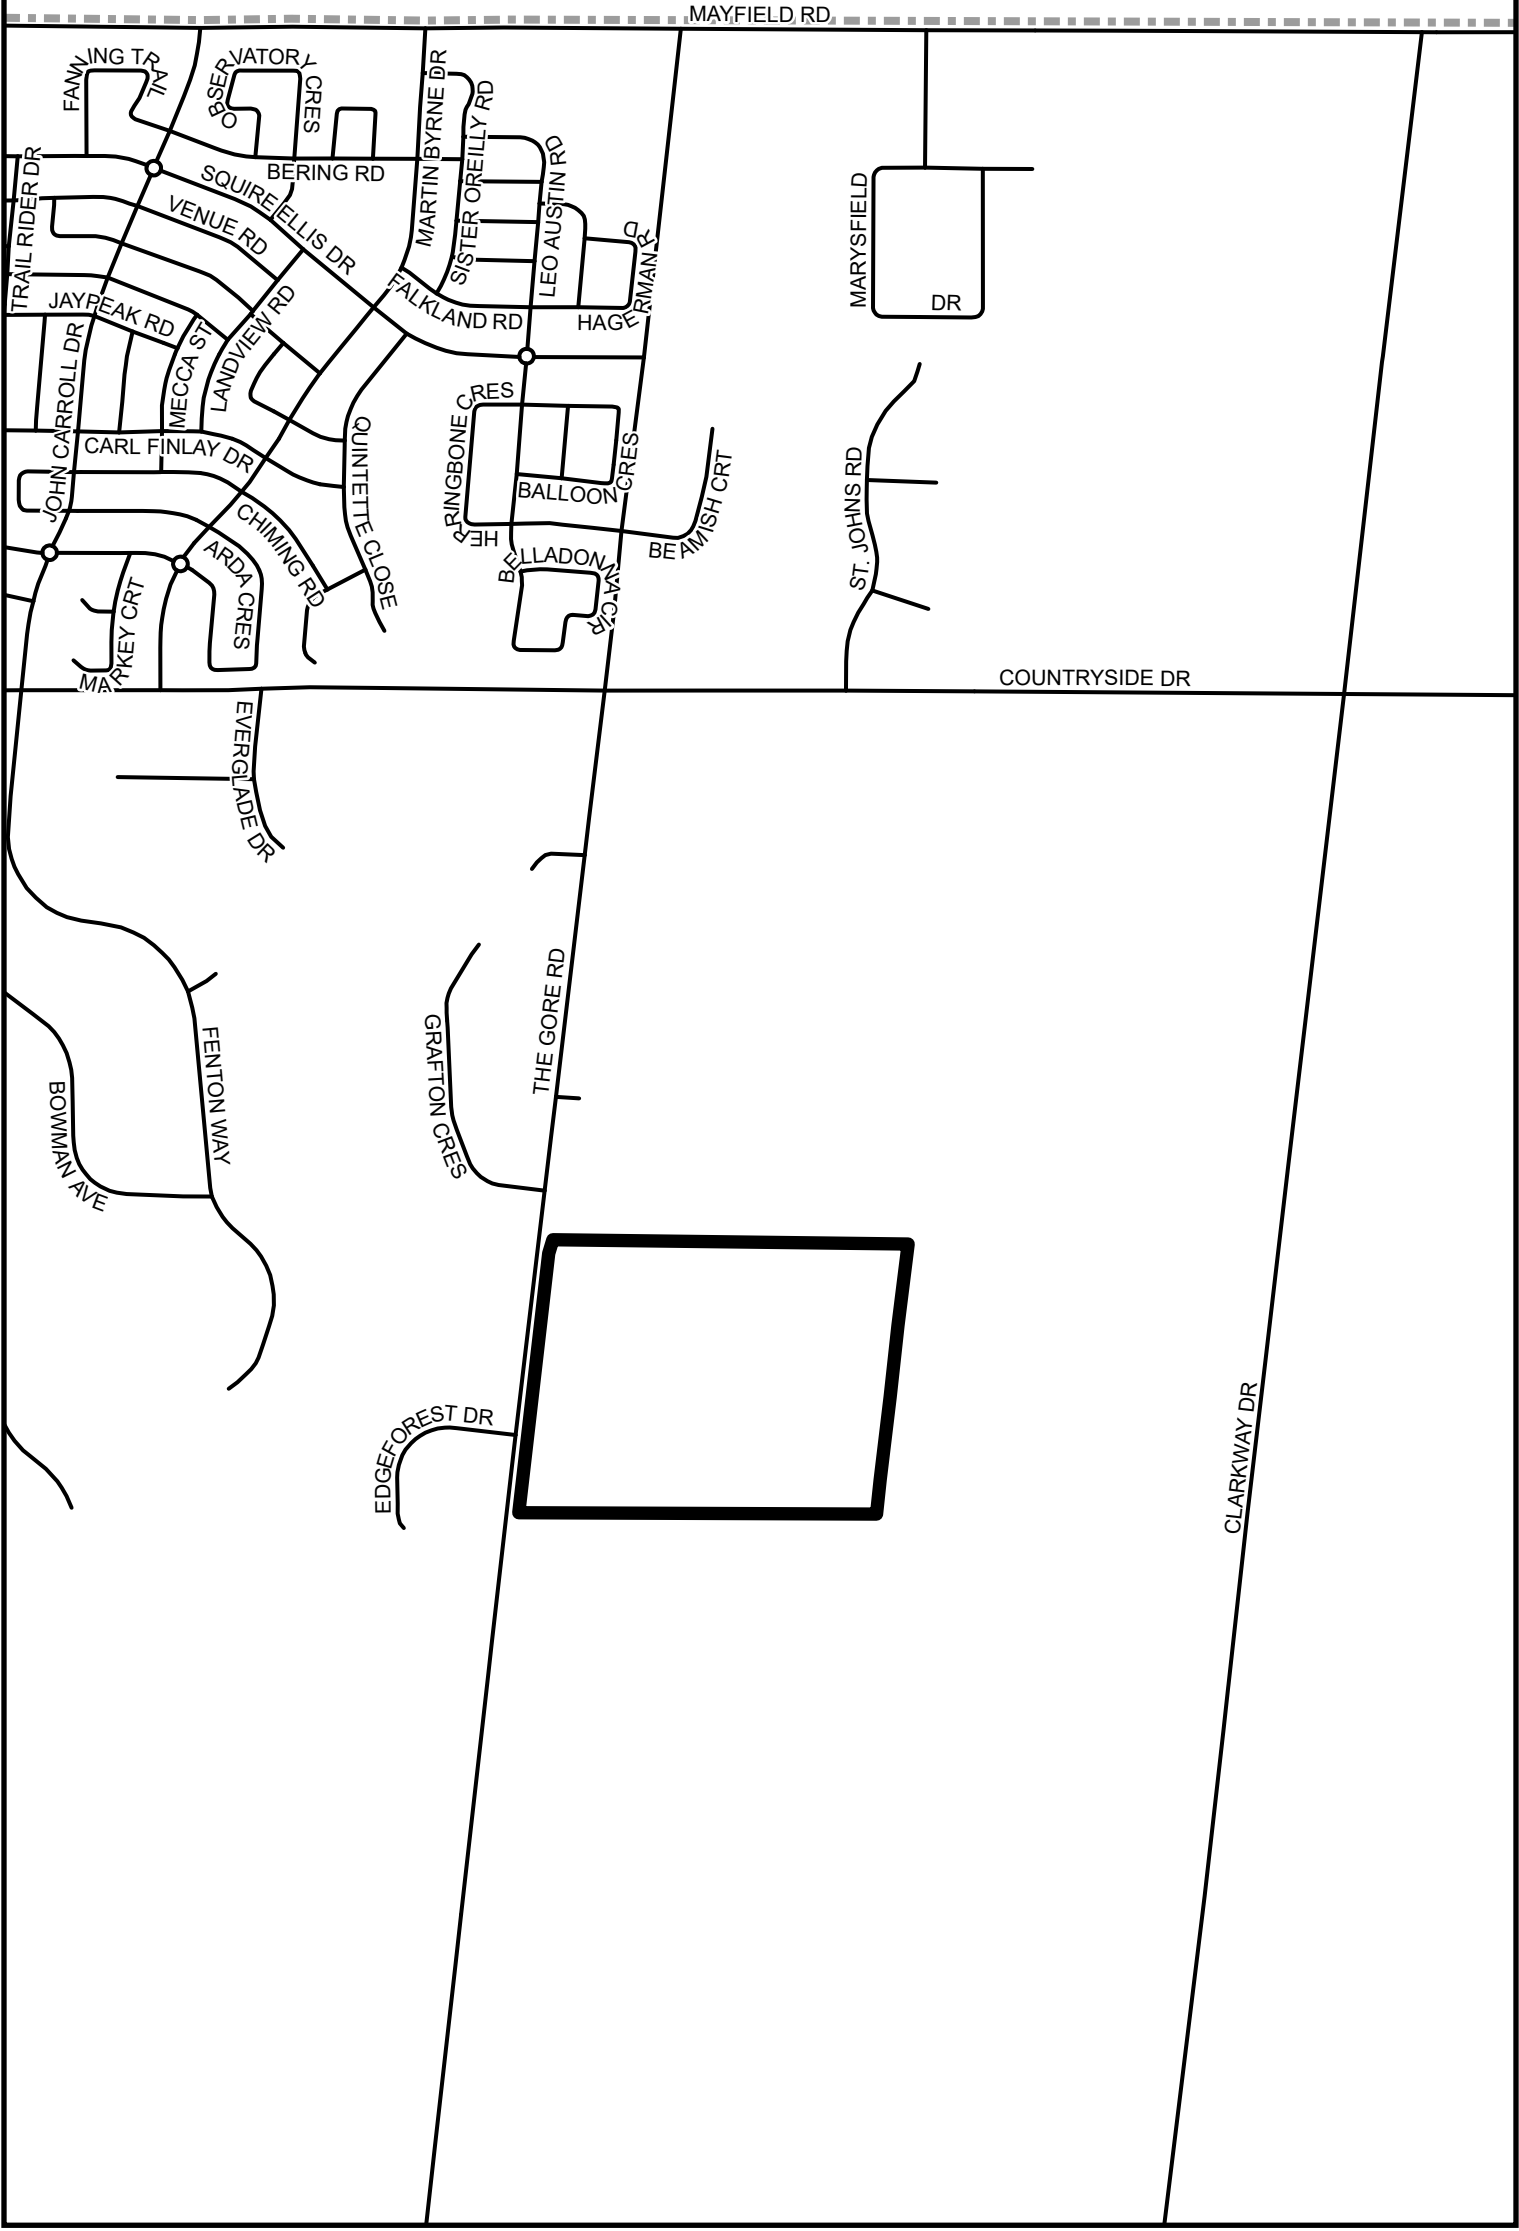 MAYFIELD RD
FANNING TRAIL
OBSERVATORY CRES
MARTIN BYRNE DR
SISTER OREILLY RD
BERING RD
TRAIL RIDER DR
SQUIRE ELLIS DR
VENUE RD
LEO AUSTIN RD
HAGERMAN RD
MARYSFIELD DR
JAYPEAK RD
FALKLAND RD
LANDVIEW RD
MECCA ST
JOHN CARROLL DR
CARL FINLAY DR
QUINTETTE CLOSE
HERRINGBONE CRES
BALLOON CRES
BEAMISH CRT
ST. JOHNS RD
CHIMING RD
ARDA CRES
BELLADONNA CIR
MARKEY CRT
COUNTRYSIDE DR
EVERGLADE DR
THE GORE RD
GRAFTON CRES
FENTON WAY
BOWMAN AVE
EDGEFOREST DR
CLARKWAY DR